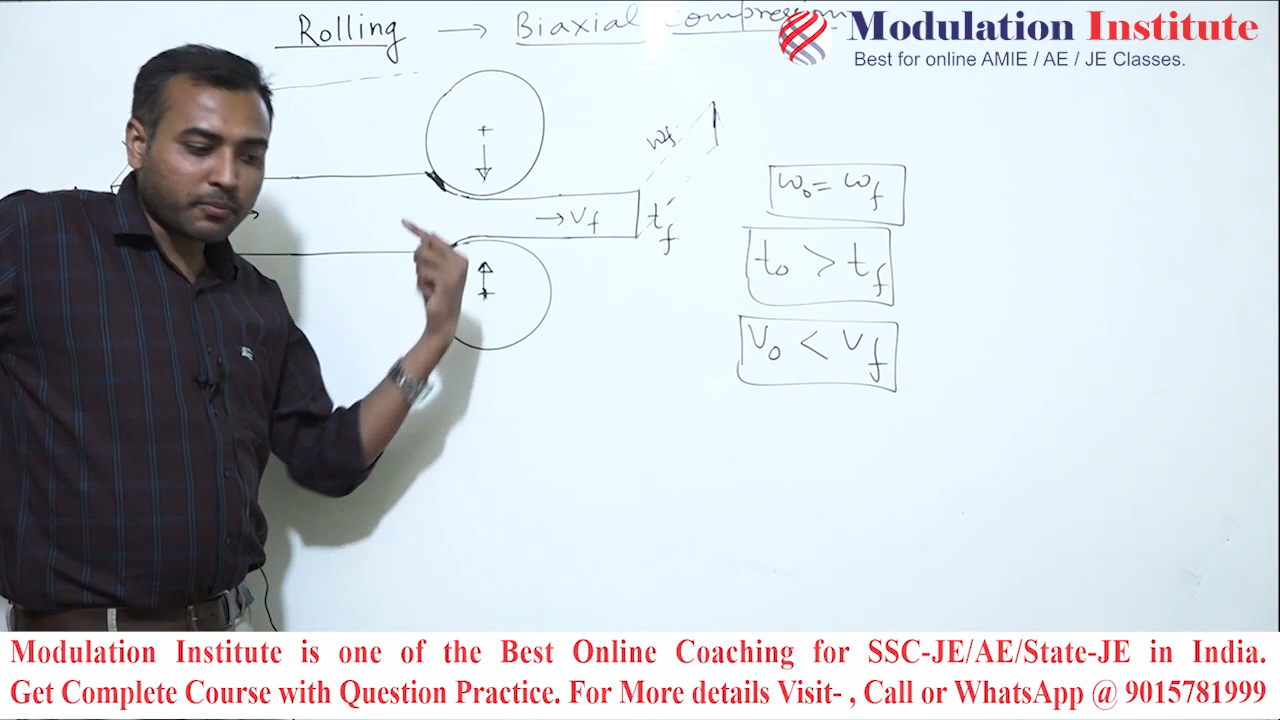 Rolling → Biaxial Compression
Modulation Institute
Best for online AMIE / AE / JE Classes.
wf
→ Vf
tf
w₀ = wf
t₀ > tf
V₀ < Vf
Modulation Institute is one of the Best Online Coaching for SSC-JE/AE/State-JE in India.
Get Complete Course with Question Practice. For More details Visit- , Call or WhatsApp @ 9015781999